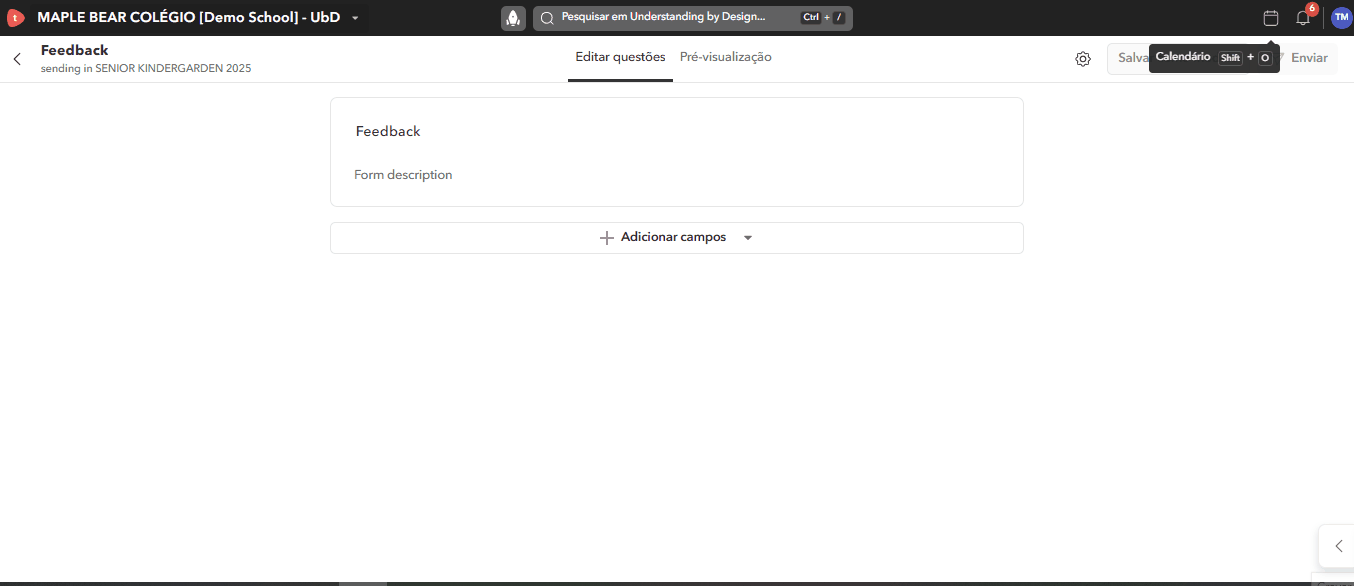 MAPLE BEAR COLÉGIO [Demo School] - UbD
Pesquisar em Understanding by Design... Ctrl + /
6
TM
Feedback
sending in SENIOR KINDERGARDEN 2025
Editar questões Pré-visualização
Salva
Calendário Shift + O
Enviar
Feedback
Form description
Adicionar campos